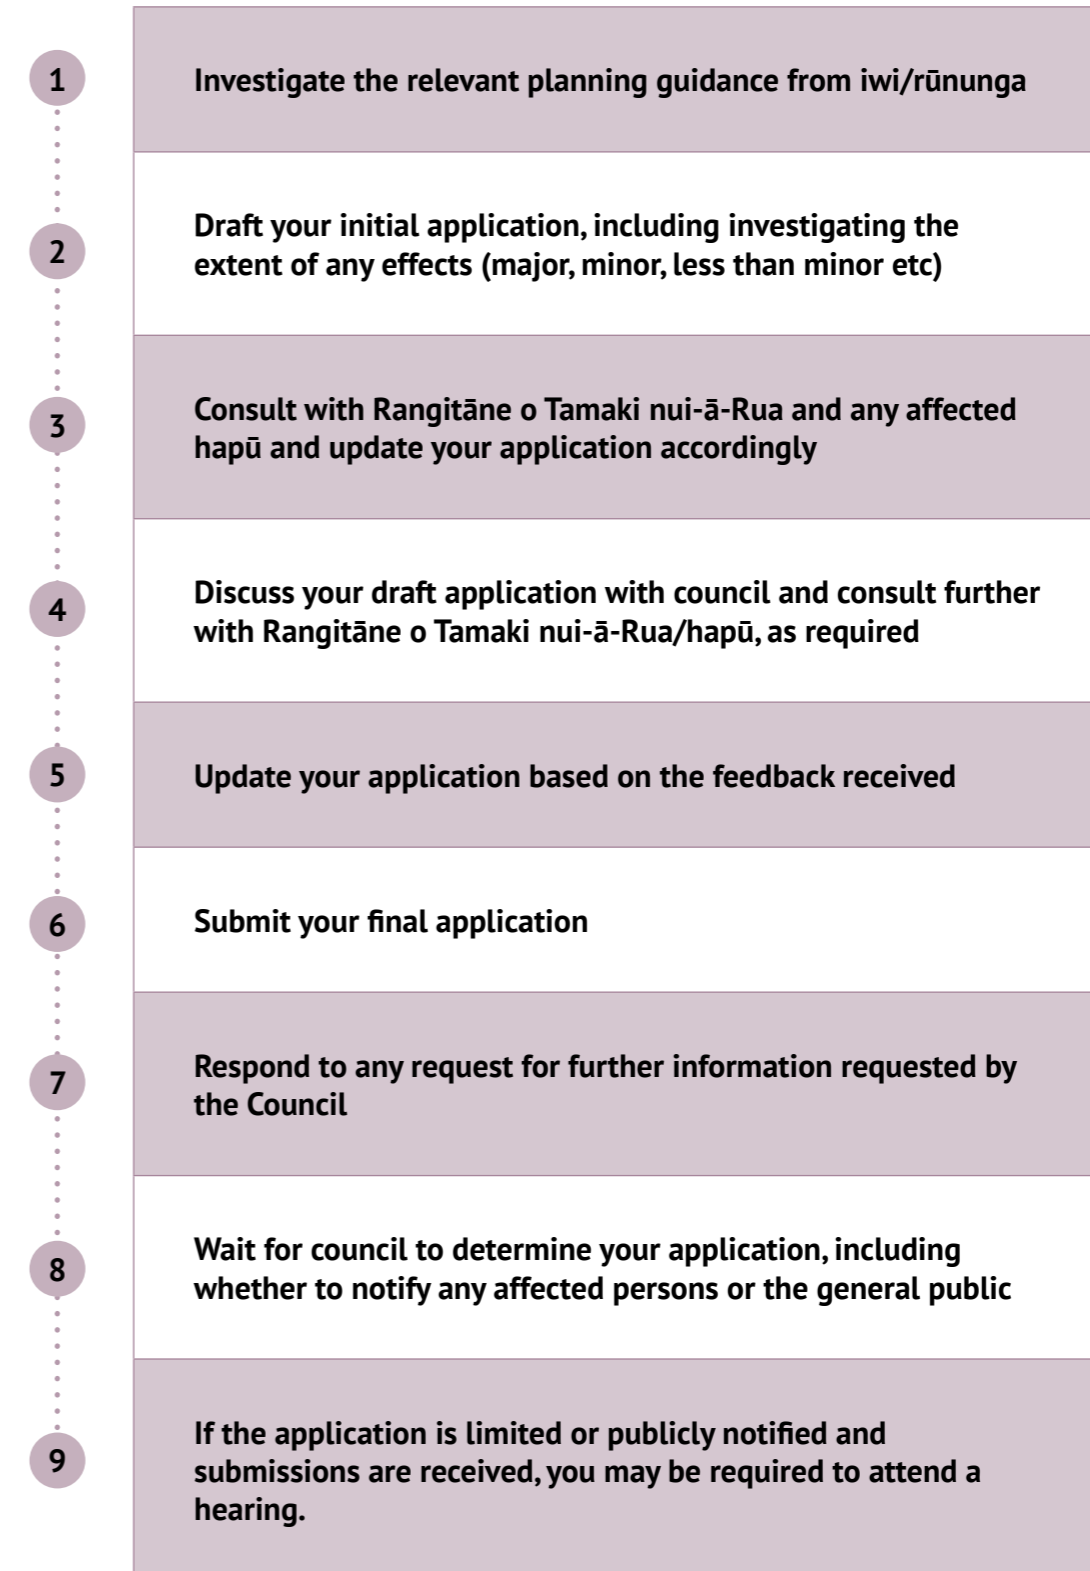 1
Investigate the relevant planning guidance from iwi/rūnunga
2
Draft your initial application, including investigating the
extent of any effects (major, minor, less than minor etc)
3
Consult with Rangitāne o Tamaki nui-ā-Rua and any affected
hapū and update your application accordingly
4
Discuss your draft application with council and consult further
with Rangitāne o Tamaki nui-ā-Rua/hapū, as required
5
Update your application based on the feedback received
6
Submit your final application
7
Respond to any request for further information requested by
the Council
8
Wait for council to determine your application, including
whether to notify any affected persons or the general public
9
If the application is limited or publicly notified and
submissions are received, you may be required to attend a
hearing.